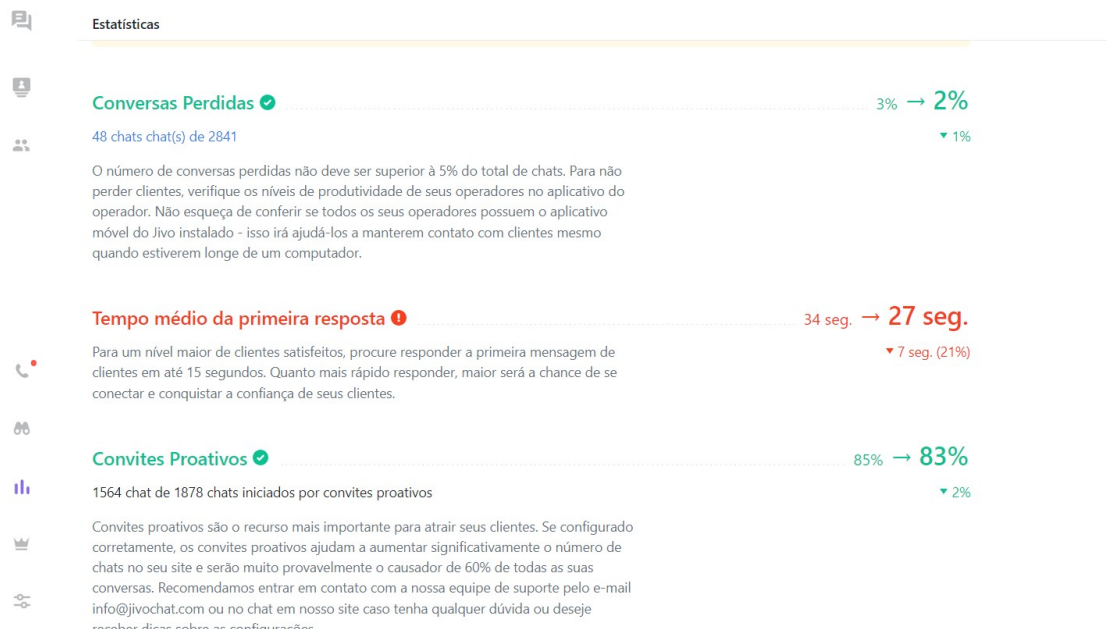 Estatísticas
Conversas Perdidas
3% → 2%
48 chats chat(s) de 2841
▼ 1%
O número de conversas perdidas não deve ser superior à 5% do total de chats. Para não
perder clientes, verifique os níveis de produtividade de seus operadores no aplicativo do
operador. Não esqueça de conferir se todos os seus operadores possuem o aplicativo
móvel do Jivo instalado - isso irá ajudá-los a manterem contato com clientes mesmo
quando estiverem longe de um computador.
Tempo médio da primeira resposta
34 seg. → 27 seg.
▼ 7 seg. (21%)
Para um nível maior de clientes satisfeitos, procure responder a primeira mensagem de
clientes em até 15 segundos. Quanto mais rápido responder, maior será a chance de se
conectar e conquistar a confiança de seus clientes.
Convites Proativos
85% → 83%
1564 chat de 1878 chats iniciados por convites proativos
▼ 2%
Convites proativos são o recurso mais importante para atrair seus clientes. Se configurado
corretamente, os convites proativos ajudam a aumentar significativamente o número de
chats no seu site e serão muito provavelmente o causador de 60% de todas as suas
conversas. Recomendamos entrar em contato com a nossa equipe de suporte pelo e-mail
info@jivochat.com ou no chat em nosso site caso tenha qualquer dúvida ou deseje
receber dicas sobre as configurações